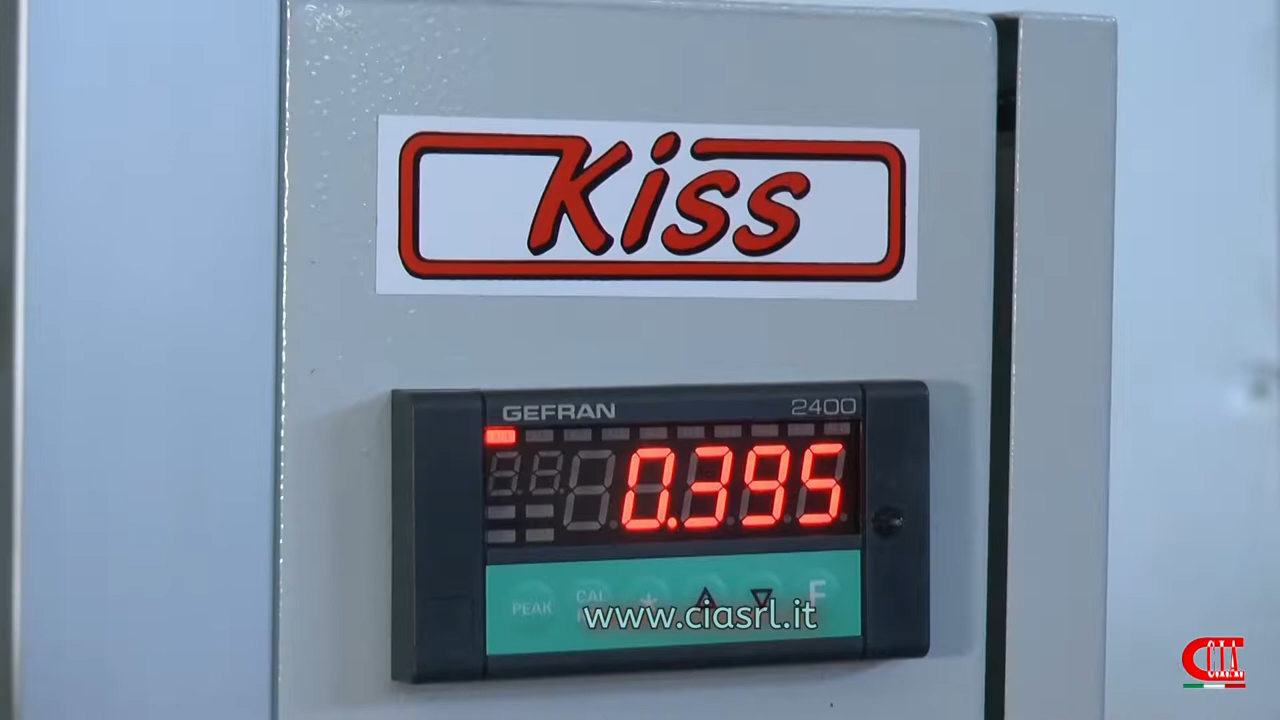 Kiss
GEFRAN 2400
0.395
PEAK CAL * F
www.ciasrl.it
C.I.A.